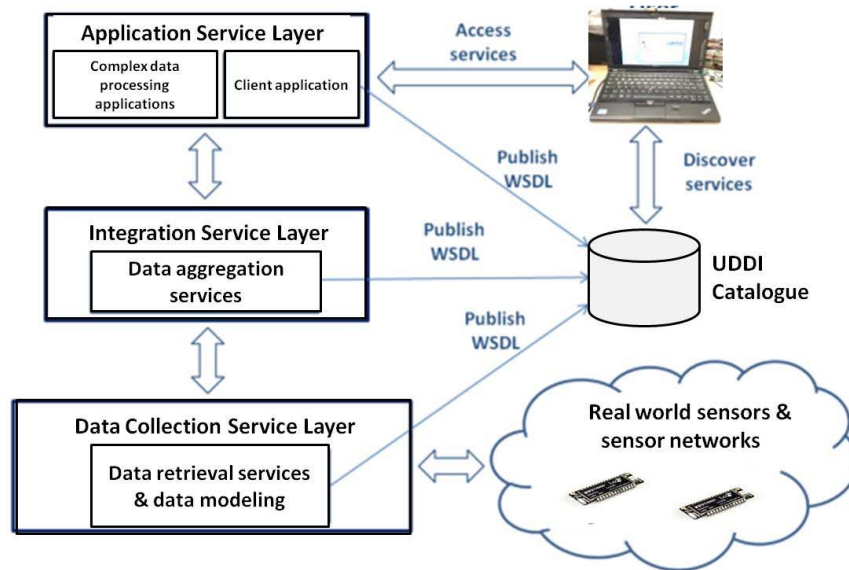 Application Service Layer
Complex data
processing
applications
Client application
Access
services
Publish
WSDL
Discover
services
Integration Service Layer
Data aggregation
services
Publish
WSDL
UDDI
Catalogue
Publish
WSDL
Data Collection Service Layer
Data retrieval services
& data modeling
Real world sensors &
sensor networks